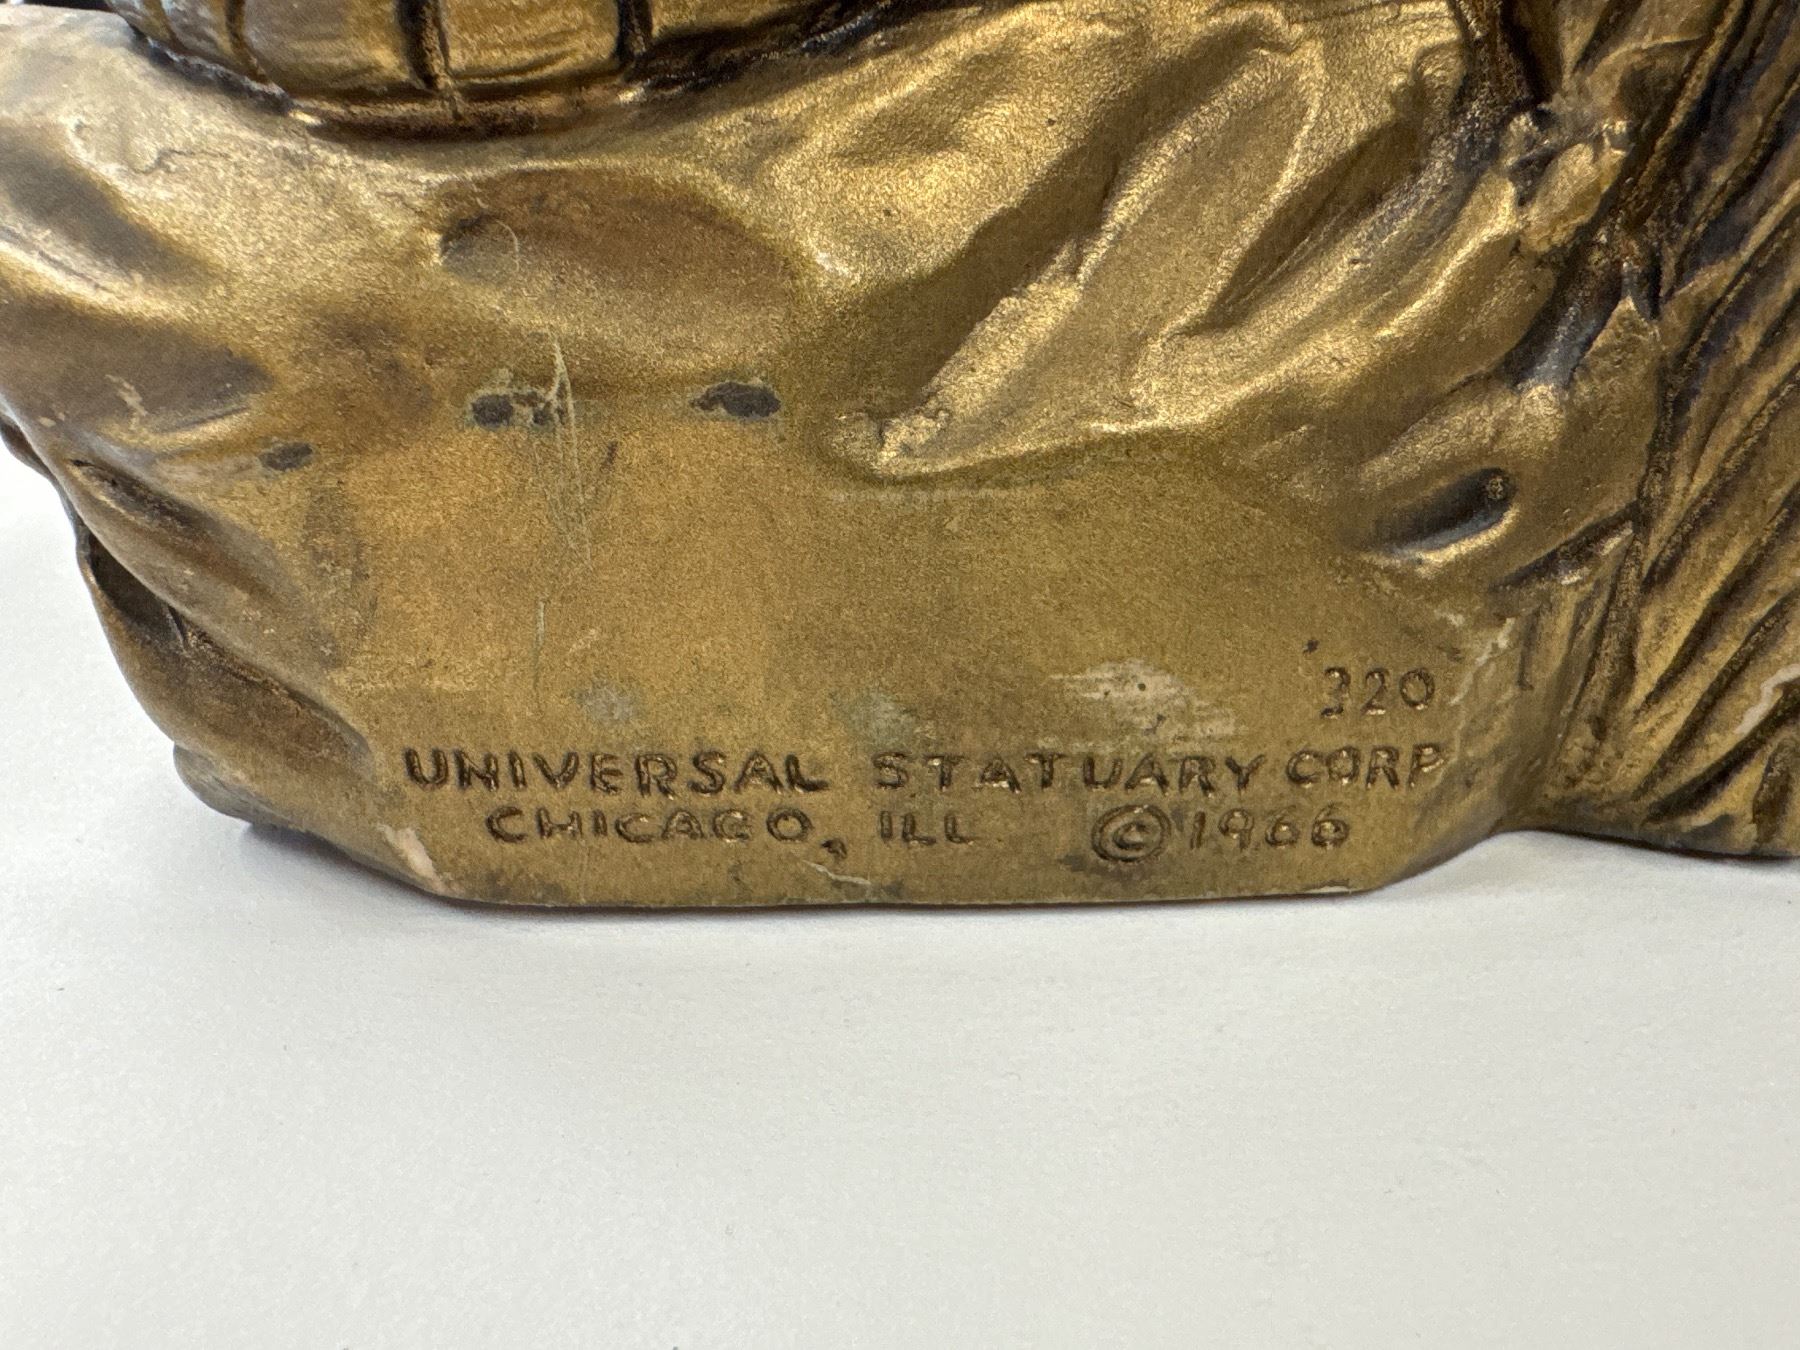 320
UNIVERSAL STATUARY CORP
CHICAGO, ILL ©1966